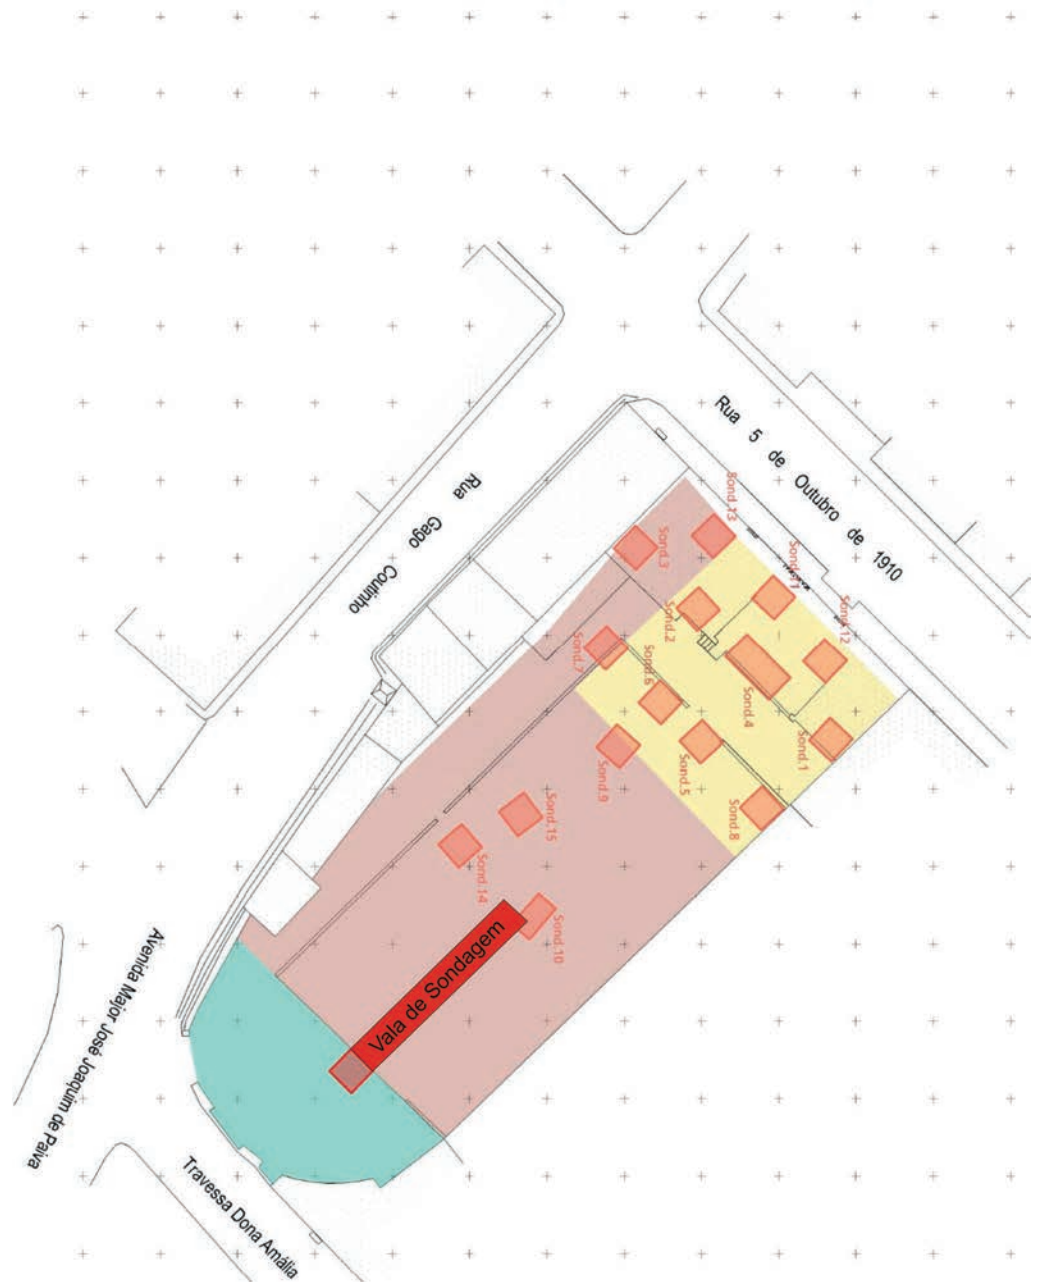 Rua 5 de Outubro de 1910
Rua Gago Coutinho
Sond.13
Sond.3
Sond.11
Sond.12
Sond.2
Sond.7
Sond.6
Sond.4
Sond.1
Sond.5
Sond.9
Sond.8
Sond.15
Sond.14
Sond.10
Vala de Sondagem
Avenida Major José Joaquim de Paiva
Travessa Dona Amália